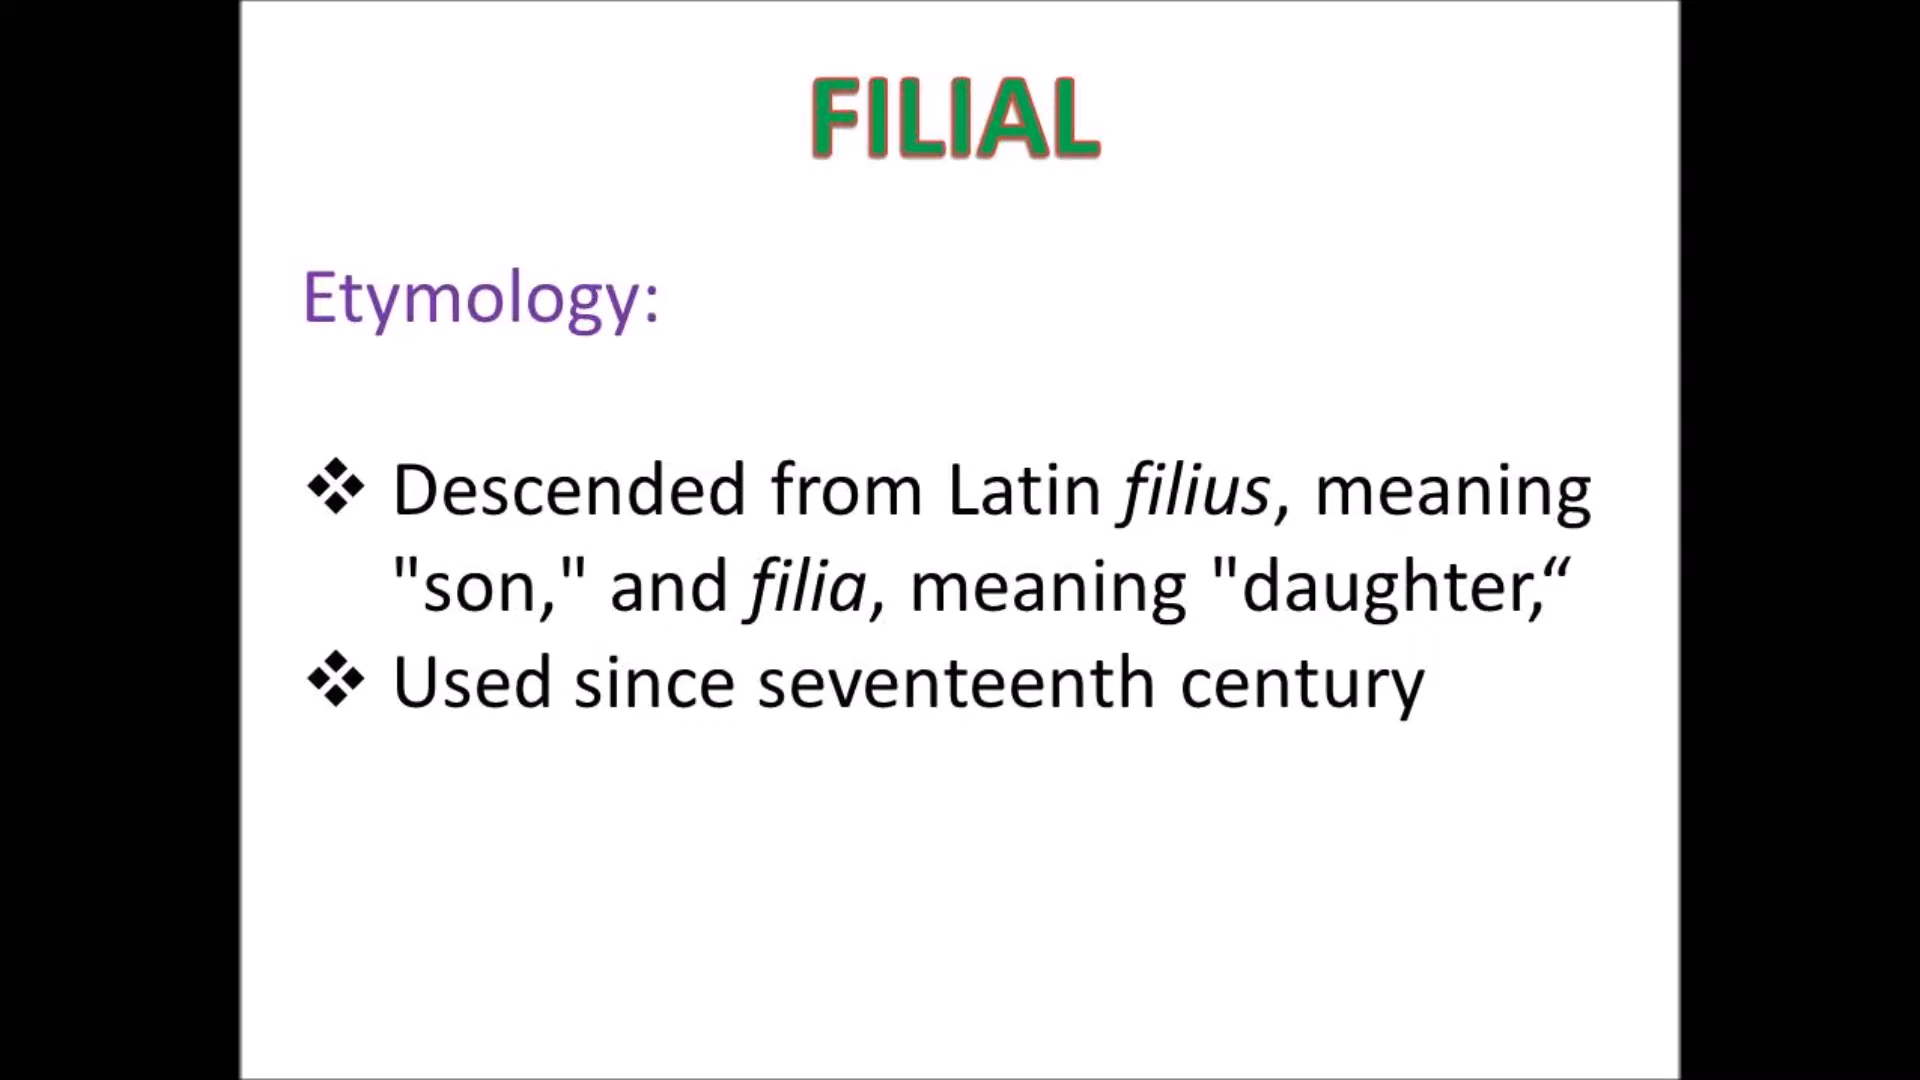 FILIAL
Etymology:
❖ Descended from Latin filius, meaning
"son," and filia, meaning "daughter,“
❖ Used since seventeenth century